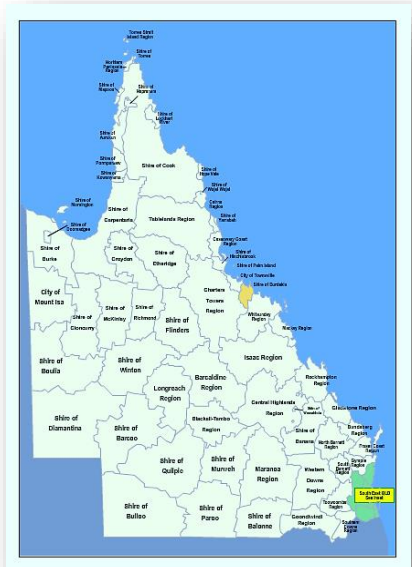 Torres Strait
Island Region
Shire of
Torres
Northern
Peninsula
Region
Shire of
Mapoon
Shire of
Napranum
Shire of
Lockhart
River
Shire of
Aurukun
Shire of
Pormpuraaw
Shire of
Kowanyama
Shire of Cook
Shire of
Hope Vale
Shire of
Wujal Wujal
Cairns
Region
Shire of
Yarrabah
Shire of
Mornington
Shire of
Doomadgee
Shire of
Carpentaria
Tablelands Region
Cassowary Coast
Region
Shire of
Hinchinbrook
Shire of Palm Island
City of Townsville
Shire of Burdekin
Shire of
Burke
Shire of
Croydon
Shire of
Etheridge
Charters
Towers
Region
Whitsunday
Region
Mackay Region
City of
Mount Isa
Shire of
Cloncurry
Shire of
McKinlay
Shire of
Richmond
Shire of
Flinders
Isaac Region
Shire of
Boulia
Shire of
Winton
Longreach
Region
Barcaldine
Region
Rockhampton
Region
Central Highlands
Region
Shire of
Woorabinda
Gladstone Region
Shire of
Diamantina
Shire of
Barcoo
Blackall-Tambo
Region
Shire of
Banana
North Burnett
Region
Bundaberg
Region
Fraser Coast
Region
Shire of
Quilpie
Shire of
Murweh
Maranoa
Region
Western
Downs
Region
South
Burnett
Region
Gympie
Region
South East QLD
See inset
Toowoomba
Region
Shire of
Bulloo
Shire of
Paroo
Shire of
Balonne
Goondiwindi
Region
Southern
Downs
Region